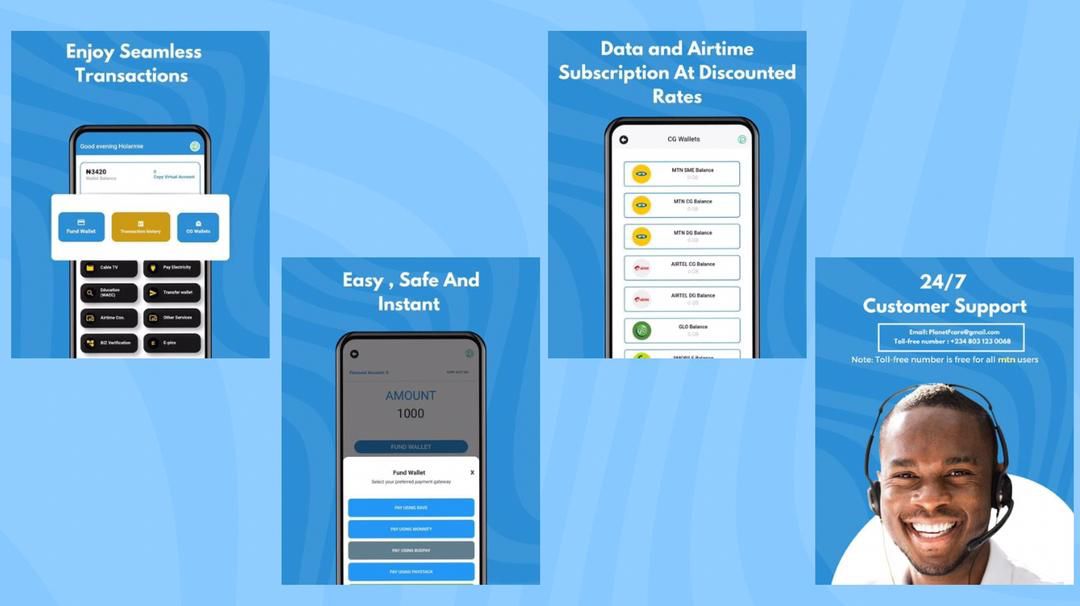 Enjoy Seamless
Transactions
Good evening Holarmie
₦3420
Wallet Balance
Copy Virtual Account
Fund Wallet
Transaction history
CG Wallets
Cable TV
Pay Electricity
Education
(WAEC)
Transfer wallet
Airtime Con.
Other Services
BIZ Verification
E-pins
Easy , Safe And
Instant
AMOUNT
1000
FUND WALLET
Fund Wallet
X
Select your preferred payment gateway
PAY USING RAVE
PAY USING MONNIFY
PAY USING BUDPAY
PAY USING PAYSTACK
Data and Airtime
Subscription At Discounted
Rates
CG Wallets
MTN SME Balance
0 GB
MTN CG Balance
0 GB
MTN DG Balance
0 GB
AIRTEL CG Balance
0 GB
AIRTEL DG Balance
0 GB
GLO Balance
0 GB
24/7
Customer Support
Email: PlanetFcare@gmail.com
Toll-free number : +234 803 123 0068
Note: Toll-free number is free for all mtn users